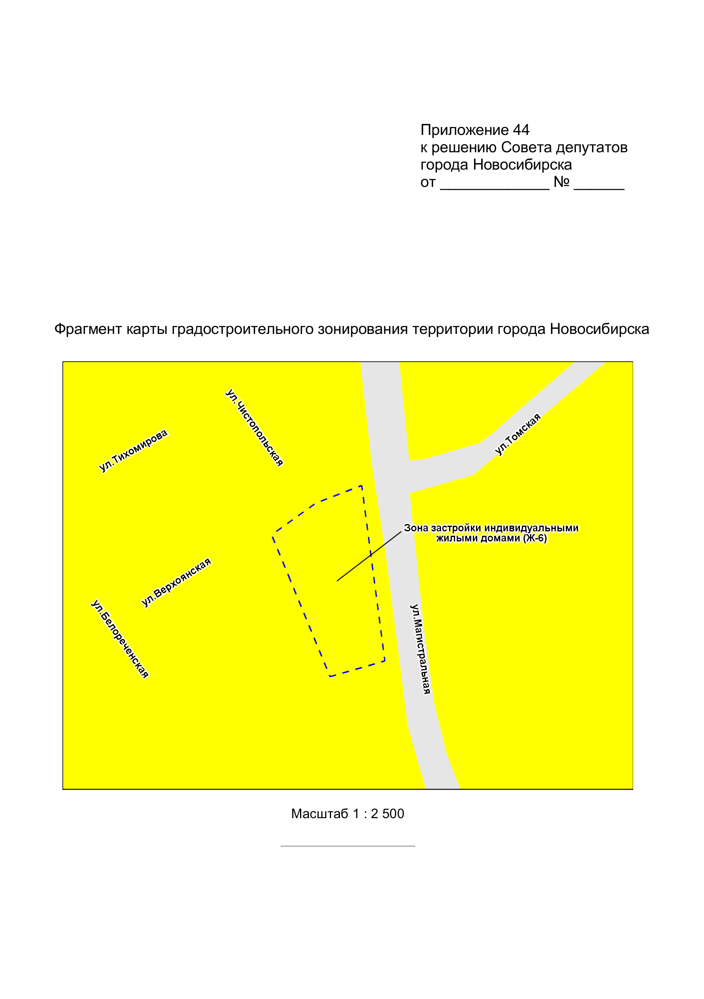 Приложение 44
к решению Совета депутатов
города Новосибирска
от _____________ № ______
Фрагмент карты градостроительного зонирования территории города Новосибирска
ул.Чистопольская
ул.Томская
ул.Тихомирова
Зона застройки индивидуальными
жилыми домами (Ж-6)
ул.Верхоянская
ул.Белореченская
ул.Магистральная
Масштаб 1 : 2 500